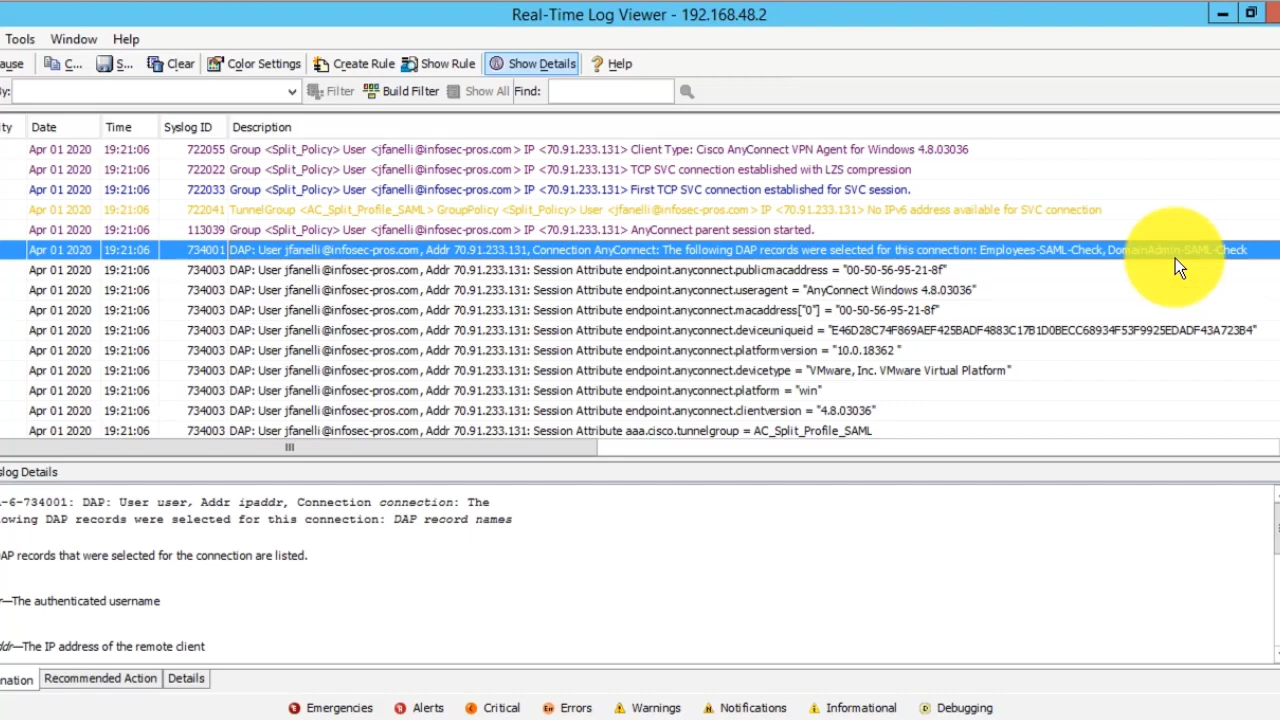 Real-Time Log Viewer - 192.168.48.2
Tools Window Help
ause C... S... Clear Color Settings Create Rule Show Rule Show Details Help
y: Filter Build Filter Show All Find:
ty Date Time Syslog ID Description
Apr 01 2020 19:21:06 722055 Group <Split_Policy> User <jfanelli@infosec-pros.com> IP <70.91.233.131> Client Type: Cisco AnyConnect VPN Agent for Windows 4.8.03036
Apr 01 2020 19:21:06 722022 Group <Split_Policy> User <jfanelli@infosec-pros.com> IP <70.91.233.131> TCP SVC connection established with LZS compression
Apr 01 2020 19:21:06 722033 Group <Split_Policy> User <jfanelli@infosec-pros.com> IP <70.91.233.131> First TCP SVC connection established for SVC session.
Apr 01 2020 19:21:06 722041 TunnelGroup <AC_Split_Profile_SAML> GroupPolicy <Split_Policy> User <jfanelli@infosec-pros.com> IP <70.91.233.131> No IPv6 address available for SVC connection
Apr 01 2020 19:21:06 113039 Group <Split_Policy> User <jfanelli@infosec-pros.com> IP <70.91.233.131> AnyConnect parent session started.
Apr 01 2020 19:21:06 734001 DAP: User jfanelli@infosec-pros.com, Addr 70.91.233.131, Connection AnyConnect: The following DAP records were selected for this connection: Employees-SAML-Check, DomainAdmin-SAML-Check
Apr 01 2020 19:21:06 734003 DAP: User jfanelli@infosec-pros.com, Addr 70.91.233.131: Session Attribute endpoint.anyconnect.publicmacaddress = "00-50-56-95-21-8f"
Apr 01 2020 19:21:06 734003 DAP: User jfanelli@infosec-pros.com, Addr 70.91.233.131: Session Attribute endpoint.anyconnect.useragent = "AnyConnect Windows 4.8.03036"
Apr 01 2020 19:21:06 734003 DAP: User jfanelli@infosec-pros.com, Addr 70.91.233.131: Session Attribute endpoint.anyconnect.macaddress["0"] = "00-50-56-95-21-8f"
Apr 01 2020 19:21:06 734003 DAP: User jfanelli@infosec-pros.com, Addr 70.91.233.131: Session Attribute endpoint.anyconnect.deviceuniqueid = "E46D28C74F869AEF425BADF4883C17B1D0BECC68934F53F9925EDADF43A723B4"
Apr 01 2020 19:21:06 734003 DAP: User jfanelli@infosec-pros.com, Addr 70.91.233.131: Session Attribute endpoint.anyconnect.platformversion = "10.0.18362 "
Apr 01 2020 19:21:06 734003 DAP: User jfanelli@infosec-pros.com, Addr 70.91.233.131: Session Attribute endpoint.anyconnect.devicetype = "VMware, Inc. VMware Virtual Platform"
Apr 01 2020 19:21:06 734003 DAP: User jfanelli@infosec-pros.com, Addr 70.91.233.131: Session Attribute endpoint.anyconnect.platform = "win"
Apr 01 2020 19:21:06 734003 DAP: User jfanelli@infosec-pros.com, Addr 70.91.233.131: Session Attribute endpoint.anyconnect.clientversion = "4.8.03036"
Apr 01 2020 19:21:06 734003 DAP: User jfanelli@infosec-pros.com, Addr 70.91.233.131: Session Attribute aaa.cisco.tunnelgroup = AC_Split_Profile_SAML
slog Details
-6-734001: DAP: User user, Addr ipaddr, Connection connection: The
owing DAP records were selected for this connection: DAP record names
DAP records that were selected for the connection are listed.
r—The authenticated username
ddr—The IP address of the remote client
nation Recommended Action Details
Emergencies Alerts Critical Errors Warnings Notifications Informational Debugging